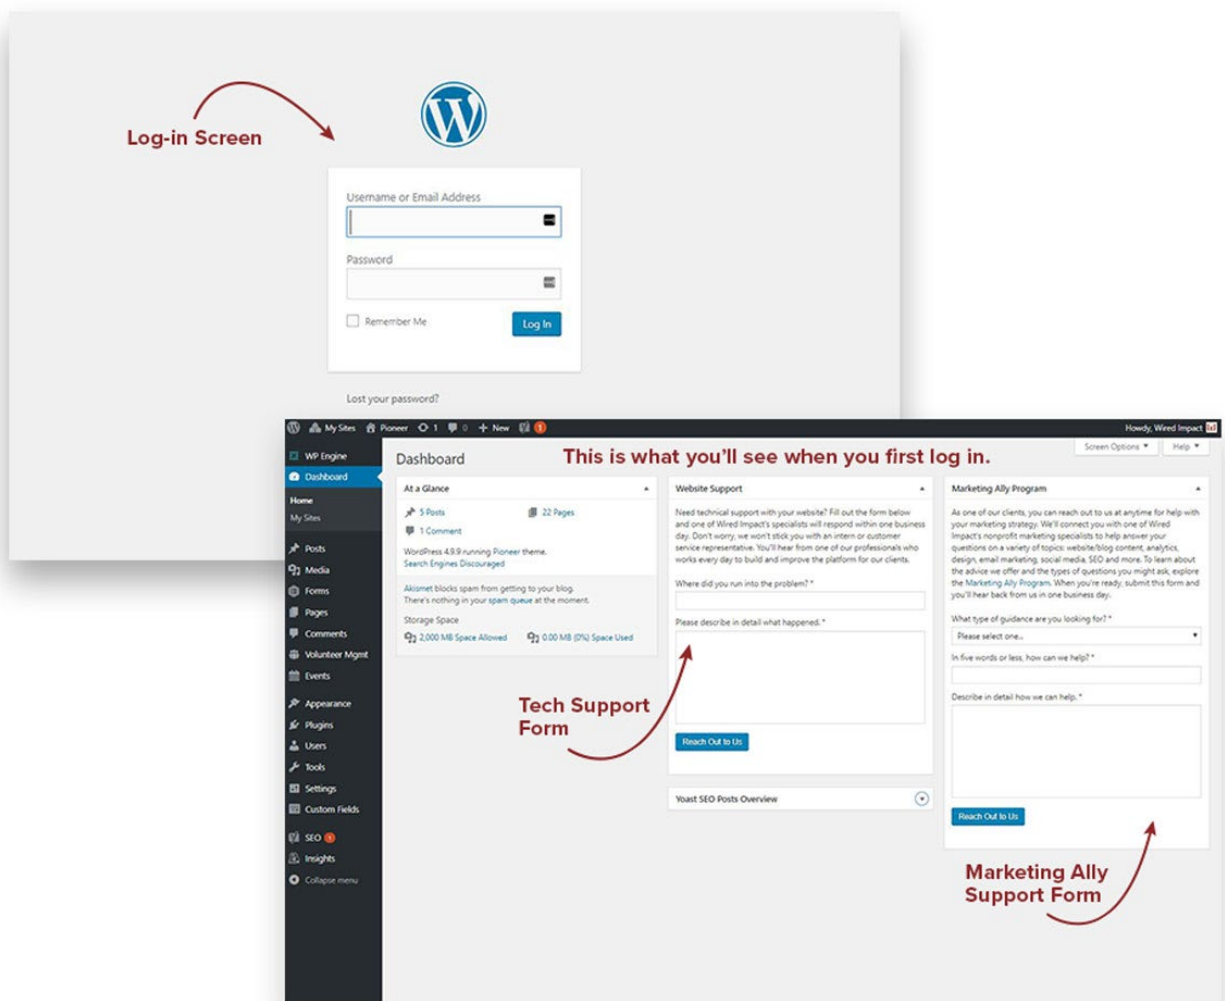 Log-in Screen
Username or Email Address
Password
Remember Me
Log In
Lost your password?
My Sites
Pioneer
1
0
New
1
Howdy, Wired Impact
WP Engine
Dashboard
Home
My Sites
Posts
Media
Forms
Pages
Comments
Volunteer Mgmt
Events
Appearance
Plugins
Users
Tools
Settings
Custom Fields
SEO 1
Insights
Collapse menu
Dashboard
This is what you'll see when you first log in.
Screen Options
Help
At a Glance
5 Posts
22 Pages
1 Comment
WordPress 4.9.9 running Pioneer theme.
Search Engines Discouraged
Akismet blocks spam from getting to your blog.
There's nothing in your spam queue at the moment.
Storage Space
2,000 MB Space Allowed
0.00 MB (0%) Space Used
Tech Support
Form
Website Support
Need technical support with your website? Fill out the form below
and one of Wired Impact's specialists will respond within one business
day. Don't worry, we won't stick you with an intern or customer
service representative. You'll hear from one of our professionals who
works every day to build and improve the platform for our clients.
Where did you run into the problem? *
Please describe in detail what happened. *
Reach Out to Us
Yoast SEO Posts Overview
Marketing Ally Program
As one of our clients, you can reach out to us at anytime for help with
your marketing strategy. We'll connect you with one of Wired
Impact's nonprofit marketing specialists to help answer your
questions on a variety of topics: website/blog content, analytics,
design, email marketing, social media, SEO and more. To learn about
the advice we offer and the types of questions you might ask, explore
the Marketing Ally Program. When you're ready, submit this form and
you'll hear back from us in one business day.
What type of guidance are you looking for? *
Please select one...
In five words or less, how can we help? *
Describe in detail how we can help. *
Reach Out to Us
Marketing Ally
Support Form